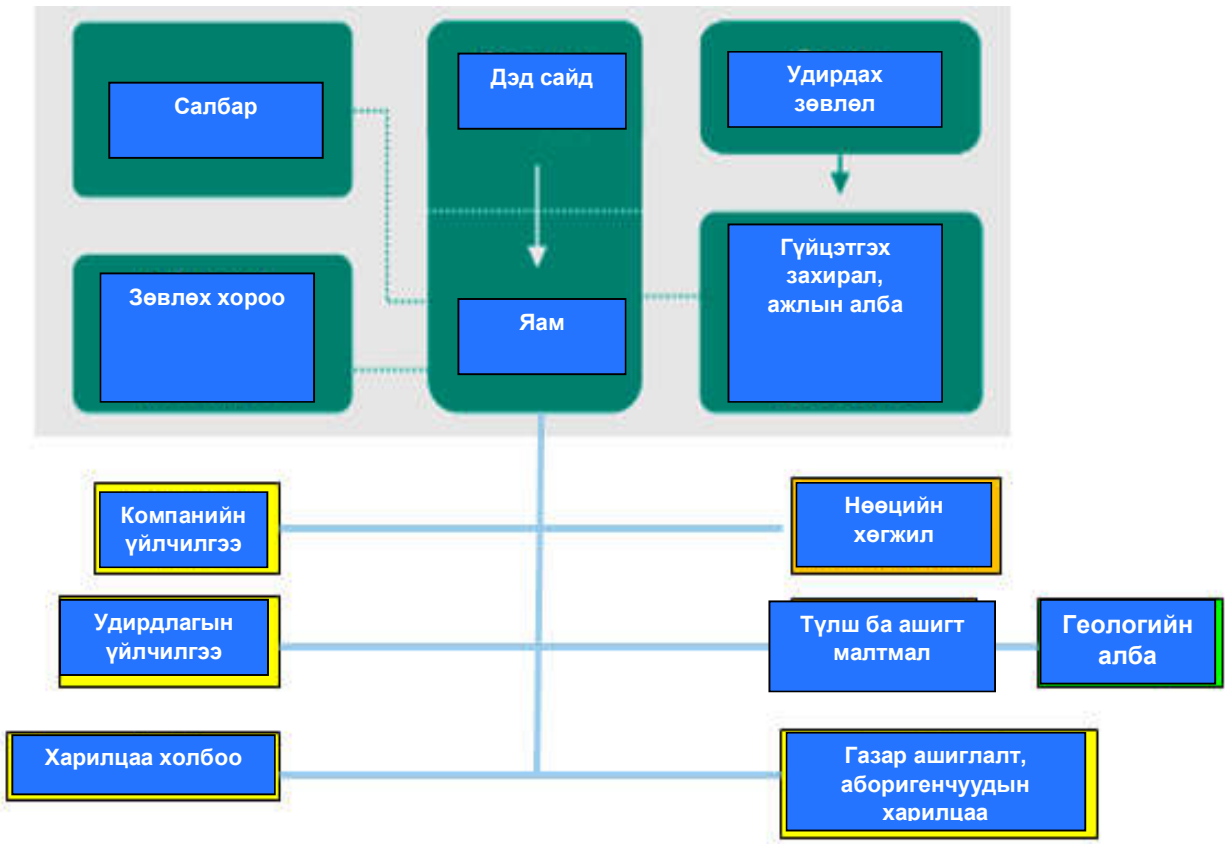 Салбар
Дэд сайд
Удирдах
зөвлөл
Зөвлөх хороо
Яам
Гүйцэтгэх
захирал,
ажлын алба
Компанийн
үйлчилгээ
Нөөцийн
хөгжил
Удирдлагын
үйлчилгээ
Түлш ба ашигт
малтмал
Геологийн
алба
Харилцаа холбоо
Газар ашиглалт,
аборигенчуудын
харилцаа